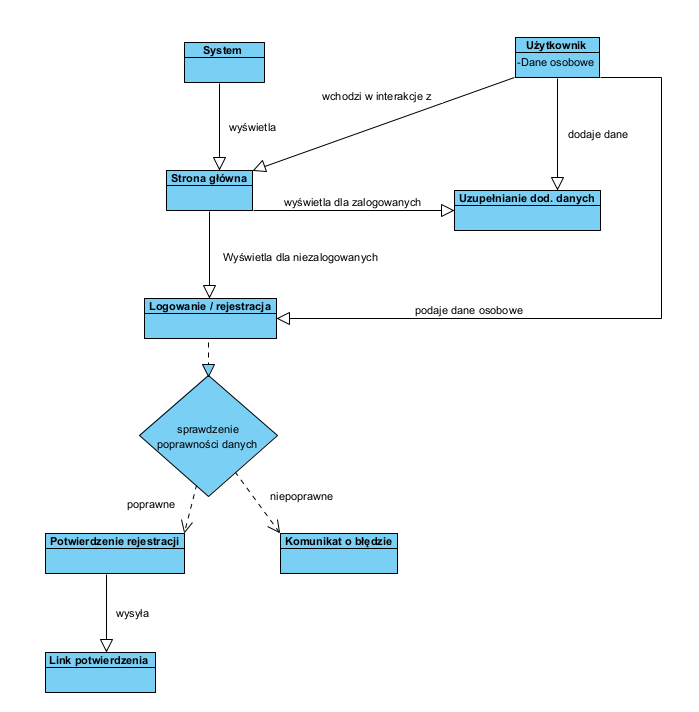 System
Użytkownik
-Dane osobowe
wchodzi w interakcje z
wyświetla
dodaje dane
Strona główna
wyświetla dla zalogowanych
Uzupełnianie dod. danych
Wyświetla dla niezalogowanych
Logowanie / rejestracja
podaje dane osobowe
sprawdzenie
poprawności danych
poprawne
niepoprawne
Potwierdzenie rejestracji
Komunikat o błędzie
wysyła
Link potwierdzenia